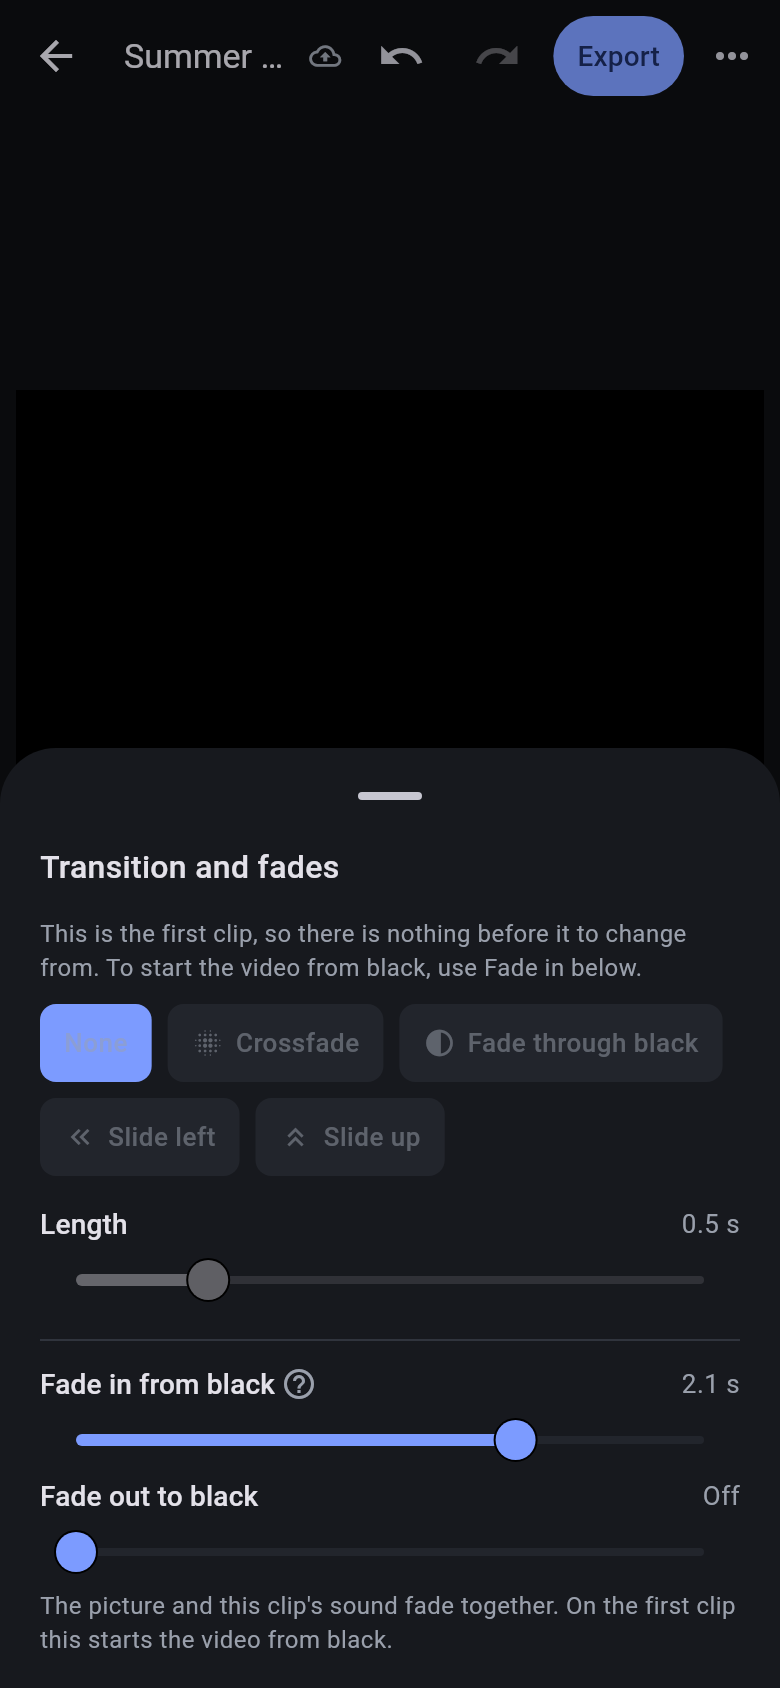 Summer ...
Export
Transition and fades
This is the first clip, so there is nothing before it to change
from. To start the video from black, use Fade in below.
None
Crossfade
Fade through black
Slide left
Slide up
Length
0.5 s
Fade in from black
2.1 s
Fade out to black
Off
The picture and this clip's sound fade together. On the first clip
this starts the video from black.